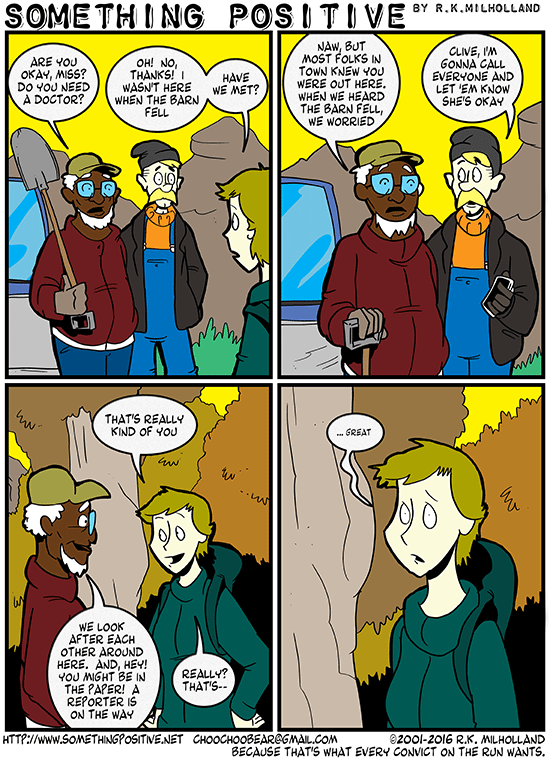 SOMETHING POSITIVE BY R.K.MILHOLLAND
ARE YOU
OKAY, MISS?
DO YOU NEED
A DOCTOR?
OH! NO,
THANKS! I
WASN'T HERE
WHEN THE BARN
FELL
HAVE
WE MET?
NAW, BUT
MOST FOLKS IN
TOWN KNEW YOU
WERE OUT HERE.
WHEN WE HEARD
THE BARN FELL,
WE WORRIED
CLIVE, I'M
GONNA CALL
EVERYONE AND
LET 'EM KNOW
SHE'S OKAY
THAT'S REALLY
KIND OF YOU
WE LOOK
AFTER EACH
OTHER AROUND
HERE. AND, HEY!
YOU MIGHT BE IN
THE PAPER! A
REPORTER IS
ON THE WAY
REALLY?
THAT'S--
... GREAT
HTTP://WWW.SOMETHINGPOSITIVE.NET CHOOCHOOBEAR@GMAIL.COM ©2001-2016 R.K. MILHOLLAND
BECAUSE THAT'S WHAT EVERY CONVICT ON THE RUN WANTS.